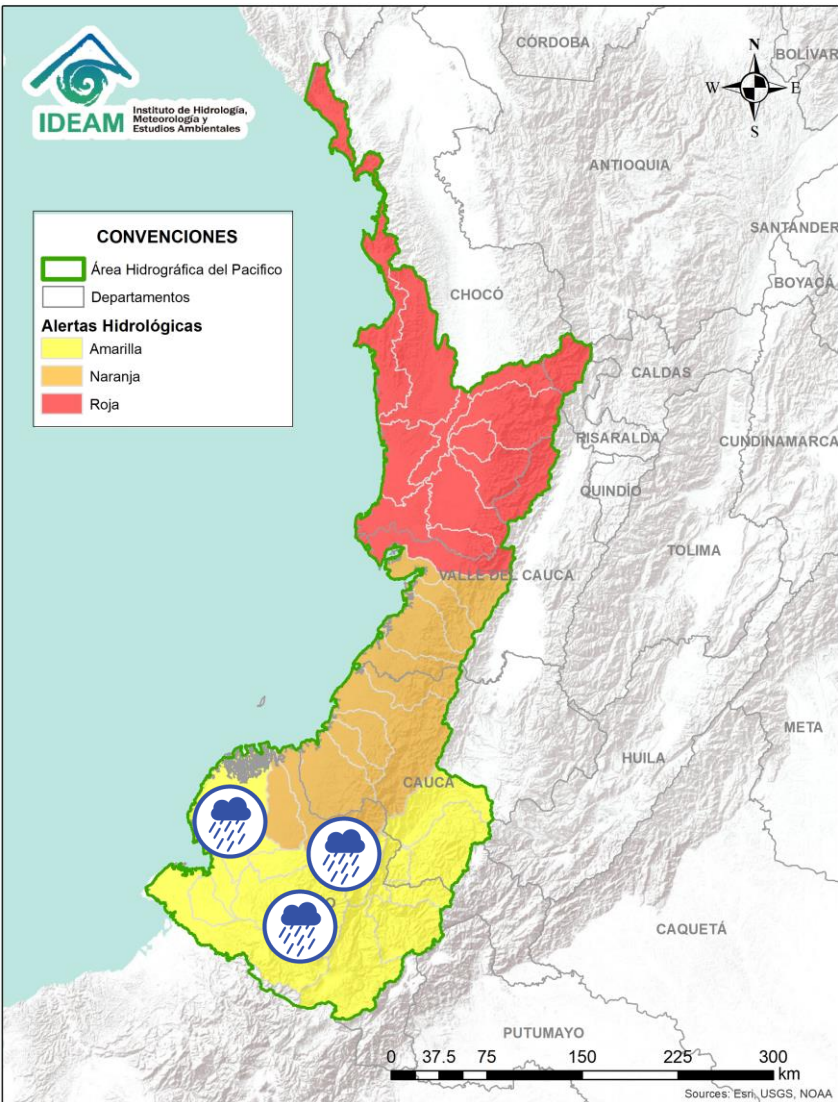 IDEAM
Instituto de Hidrología,
Meteorología y
Estudios Ambientales
CÓRDOBA
BOLÍVAR
N
W
E
S
ANTIOQUIA
SANTANDER
CONVENCIONES
Área Hidrográfica del Pacifico
Departamentos
Alertas Hidrológicas
Amarilla
Naranja
Roja
BOYACÁ
CHOCÓ
CALDAS
RISARALDA
CUNDINAMARCA
QUINDÍO
TOLIMA
VALLE DEL CAUCA
META
HUILA
CAUCA
CAQUETÁ
PUTUMAYO
0 37.5 75 150 225 300
km
Sources: Esri, USGS, NOAA